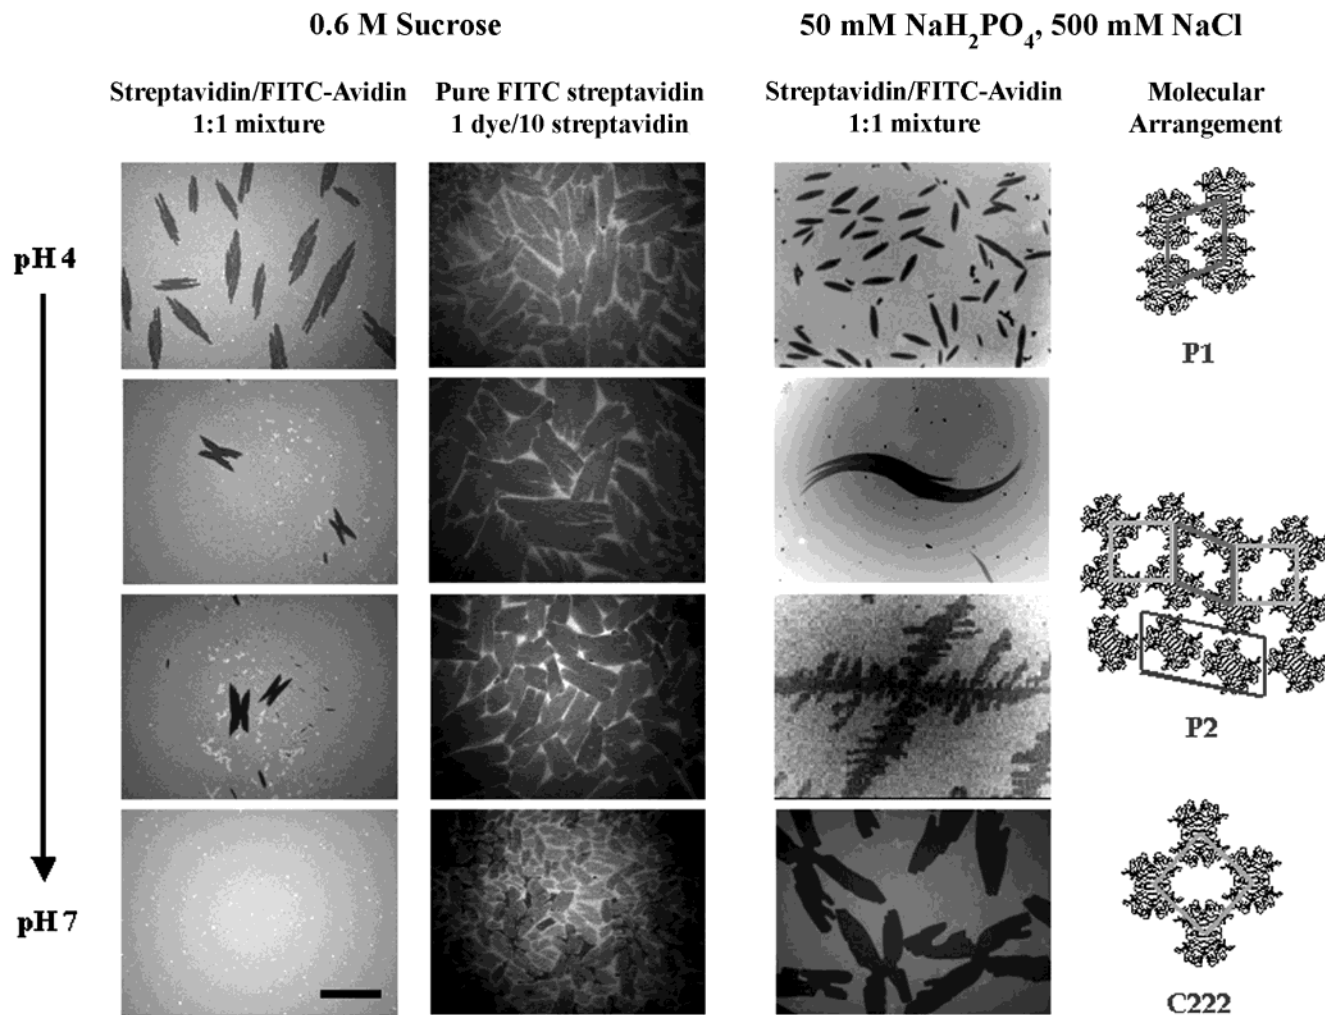 0.6 M Sucrose
50 mM NaH₂PO₄, 500 mM NaCl
Streptavidin/FITC-Avidin
1:1 mixture
Pure FITC streptavidin
1 dye/10 streptavidin
Streptavidin/FITC-Avidin
1:1 mixture
Molecular
Arrangement
pH 4
P1
P2
pH 7
C222